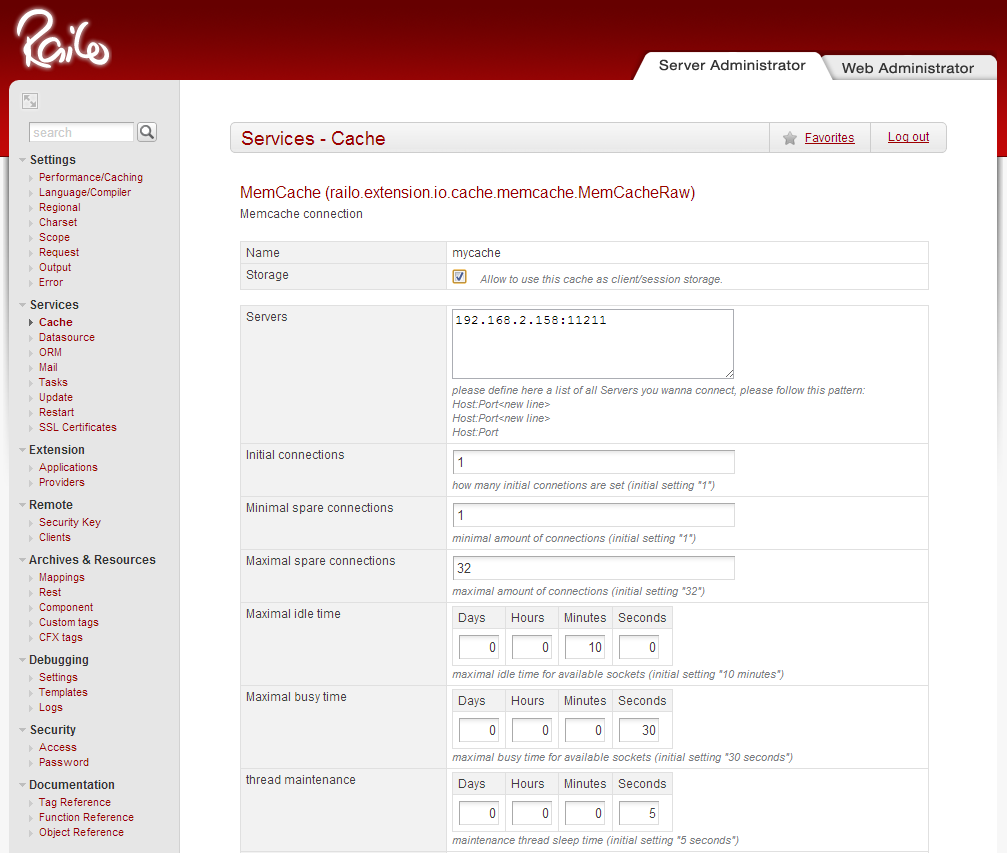 Railo
Server Administrator
Web Administrator
search
Settings
Performance/Caching
Language/Compiler
Regional
Charset
Scope
Request
Output
Error
Services
Cache
Datasource
ORM
Mail
Tasks
Update
Restart
SSL Certificates
Extension
Applications
Providers
Remote
Security Key
Clients
Archives & Resources
Mappings
Rest
Component
Custom tags
CFX tags
Debugging
Settings
Templates
Logs
Security
Access
Password
Documentation
Tag Reference
Function Reference
Object Reference
Services - Cache
Favorites
Log out
MemCache (railo.extension.io.cache.memcache.MemCacheRaw)
Memcache connection
Name mycache
Storage Allow to use this cache as client/session storage.
Servers 192.168.2.158:11211
please define here a list of all Servers you wanna connect, please follow this pattern:
Host:Port<new line>
Host:Port<new line>
Host:Port
Initial connections 1
how many initial connetions are set (initial setting "1")
Minimal spare connections 1
minimal amount of connections (initial setting "1")
Maximal spare connections 32
maximal amount of connections (initial setting "32")
Maximal idle time Days Hours Minutes Seconds
0 0 10 0
maximal idle time for available sockets (initial setting "10 minutes")
Maximal busy time Days Hours Minutes Seconds
0 0 0 30
maximal busy time for available sockets (initial setting "30 seconds")
thread maintenance Days Hours Minutes Seconds
0 0 0 5
maintenance thread sleep time (initial setting "5 seconds")